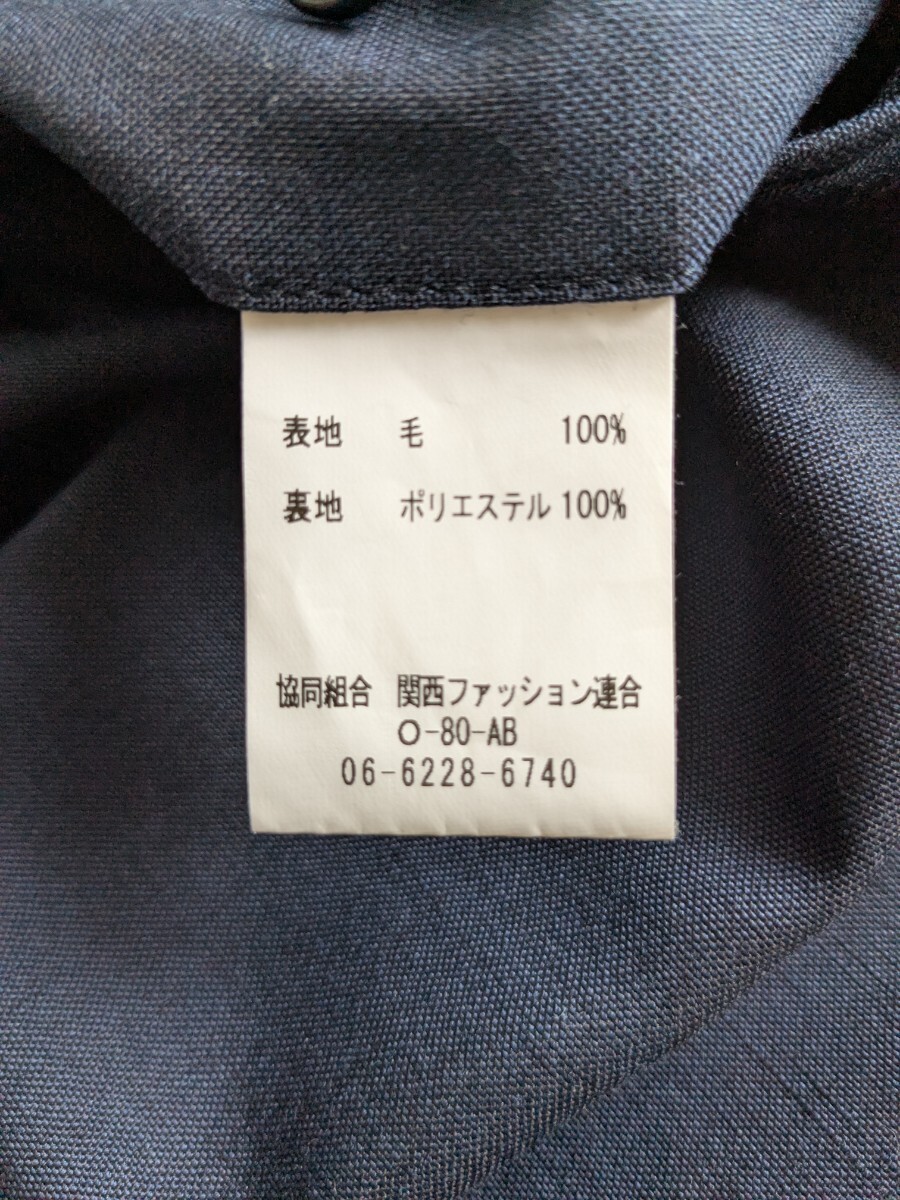 表地 毛 100%
裏地 ポリエステル 100%
協同組合 関西ファッション連合
O-80-AB
06-6228-6740